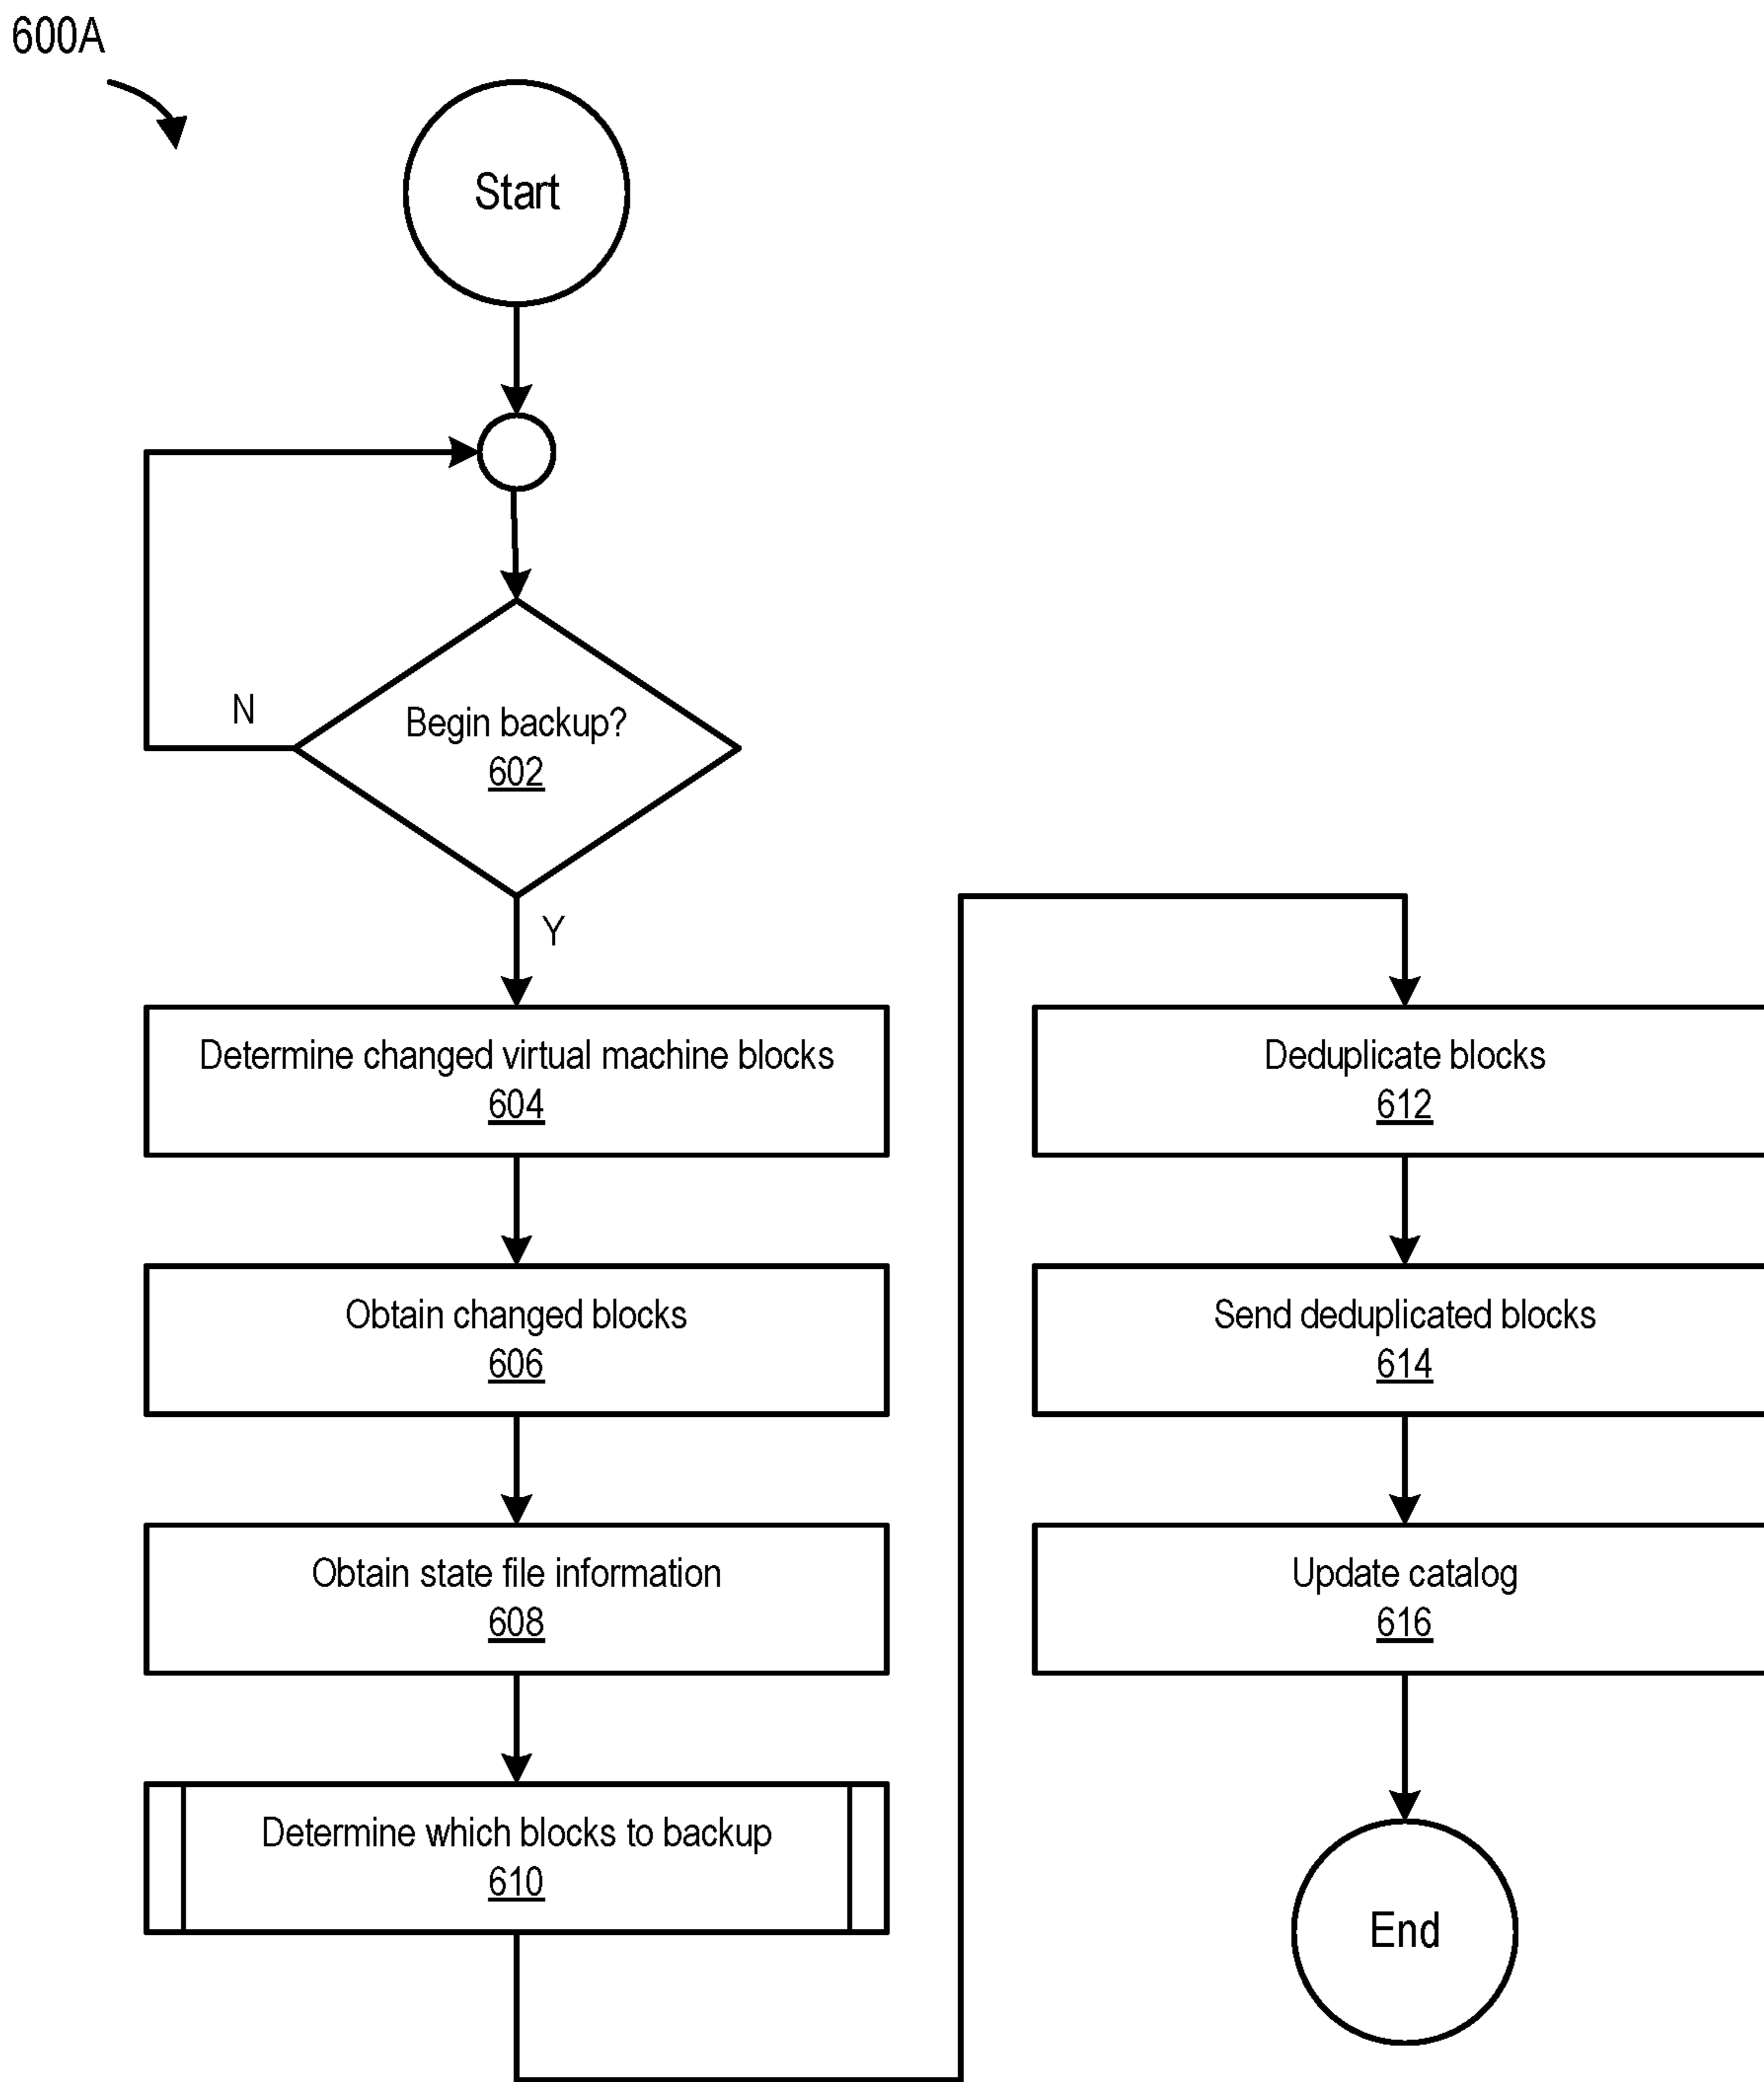 600A
Start
Begin backup?
602
N
Y
Determine changed virtual machine blocks
604
Obtain changed blocks
606
Obtain state file information
608
Determine which blocks to backup
610
Deduplicate blocks
612
Send deduplicated blocks
614
Update catalog
616
End